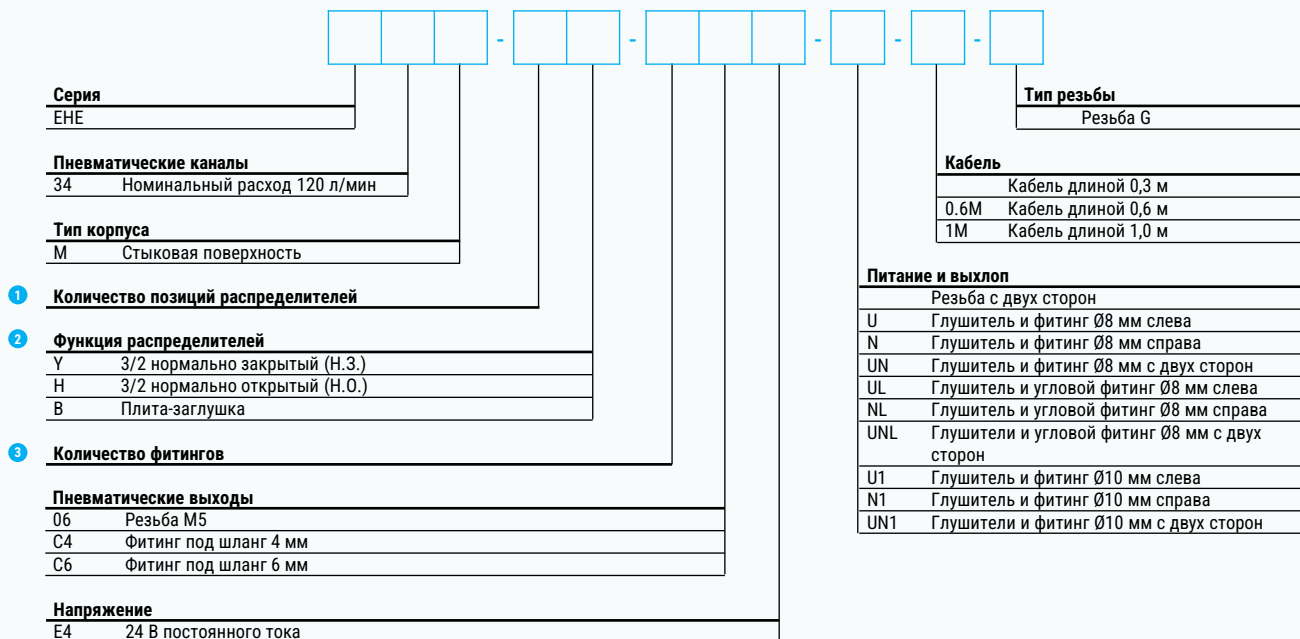 - - - - -
Серия
EHE
Пневматические каналы
34 Номинальный расход 120 л/мин
Тип корпуса
M Стыковая поверхность
1 Количество позиций распределителей
2 Функция распределителей
Y 3/2 нормально закрытый (Н.З.)
H 3/2 нормально открытый (Н.О.)
B Плита-заглушка
3 Количество фитингов
Пневматические выходы
06 Резьба M5
C4 Фитинг под шланг 4 мм
C6 Фитинг под шланг 6 мм
Напряжение
E4 24 В постоянного тока
Тип резьбы
Резьба G
Кабель
Кабель длиной 0,3 м
0.6M Кабель длиной 0,6 м
1M Кабель длиной 1,0 м
Питание и выхлоп
Резьба с двух сторон
U Глушитель и фитинг Ø8 мм слева
N Глушитель и фитинг Ø8 мм справа
UN Глушитель и фитинг Ø8 мм с двух сторон
UL Глушитель и угловой фитинг Ø8 мм слева
NL Глушитель и угловой фитинг Ø8 мм справа
UNL Глушители и угловой фитинг Ø8 мм с двух
сторон
U1 Глушитель и фитинг Ø10 мм слева
N1 Глушитель и фитинг Ø10 мм справа
UN1 Глушители и фитинг Ø10 мм с двух сторон